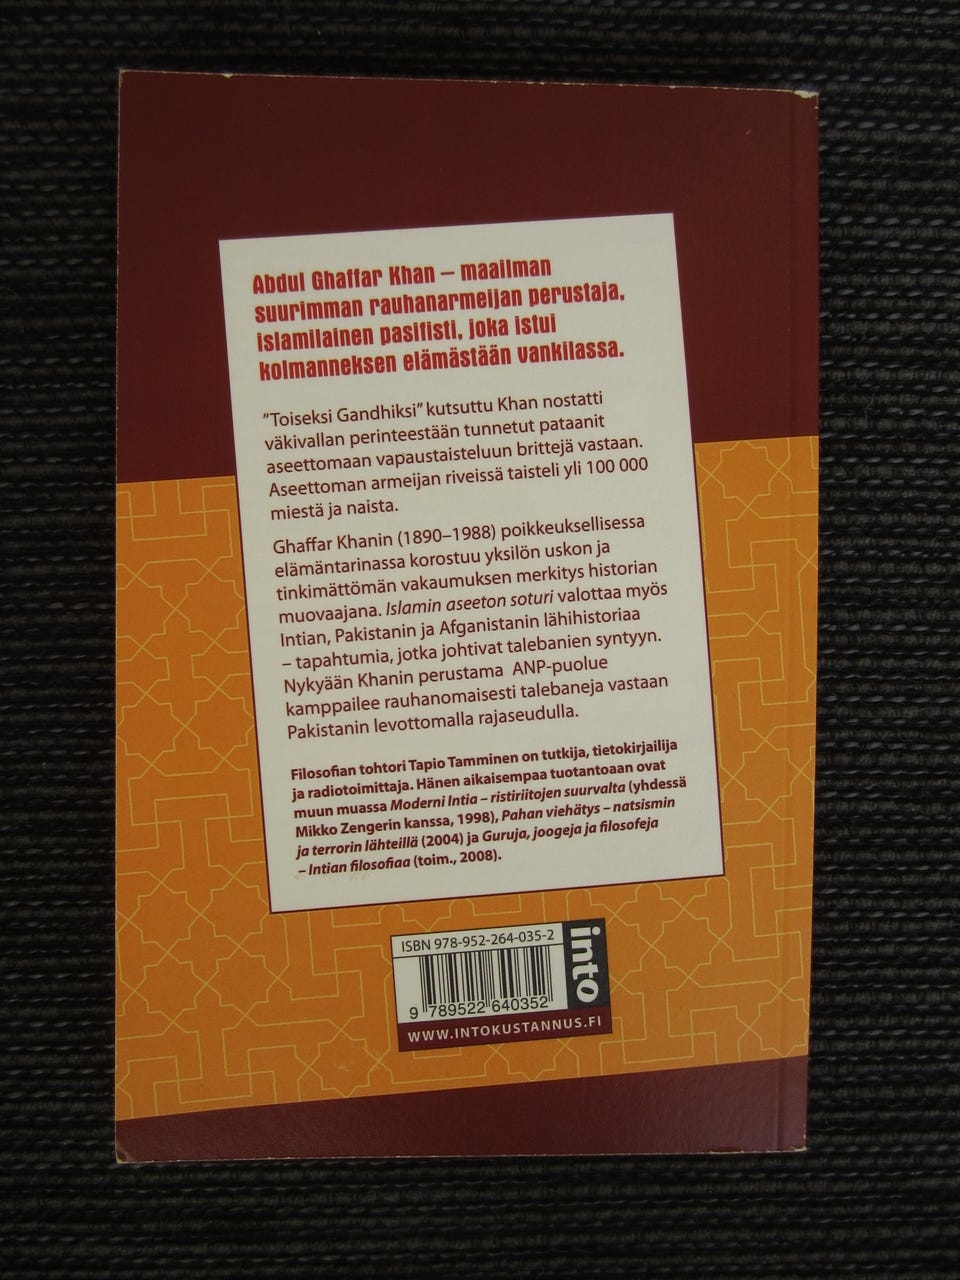 Abdul Ghaffar Khan – maailman
suurimman rauhanarmeijan perustaja,
islamilainen pasifisti, joka istui
kolmanneksen elämästään vankilassa.
”Toiseksi Gandhiksi” kutsuttu Khan nostatti
väkivallan perinteestään tunnetut pataanit
aseettomaan vapaustaisteluun brittejä vastaan.
Aseettoman armeijan riveissä taisteli yli 100 000
miestä ja naista.
Ghaffar Khanin (1890–1988) poikkeuksellisessa
elämäntarinassa korostuu yksilön uskon ja
tinkimättömän vakaumuksen merkitys historian
muovaajana. Islamin aseeton soturi valottaa myös
Intian, Pakistanin ja Afganistanin lähihistoriaa
– tapahtumia, jotka johtivat talebanien syntyyn.
Nykyään Khanin perustama ANP-puolue
kamppailee rauhanomaisesti talebaneja vastaan
Pakistanin levottomalla rajaseudulla.
Filosofian tohtori Tapio Tamminen on tutkija, tietokirjailija
ja radiotoimittaja. Hänen aikaisempaa tuotantoaan ovat
muun muassa Moderni Intia – ristiriitojen suurvalta (yhdessä
Mikko Zengerin kanssa, 1998), Pahan viehätys – natsismin
ja terrorin lähteillä (2004) ja Guruja, joogeja ja filosofeja
– Intian filosofiaa (toim., 2008).
ISBN 978-952-264-035-2
into
9 789522 640352
WWW.INTOKUSTANNUS.FI